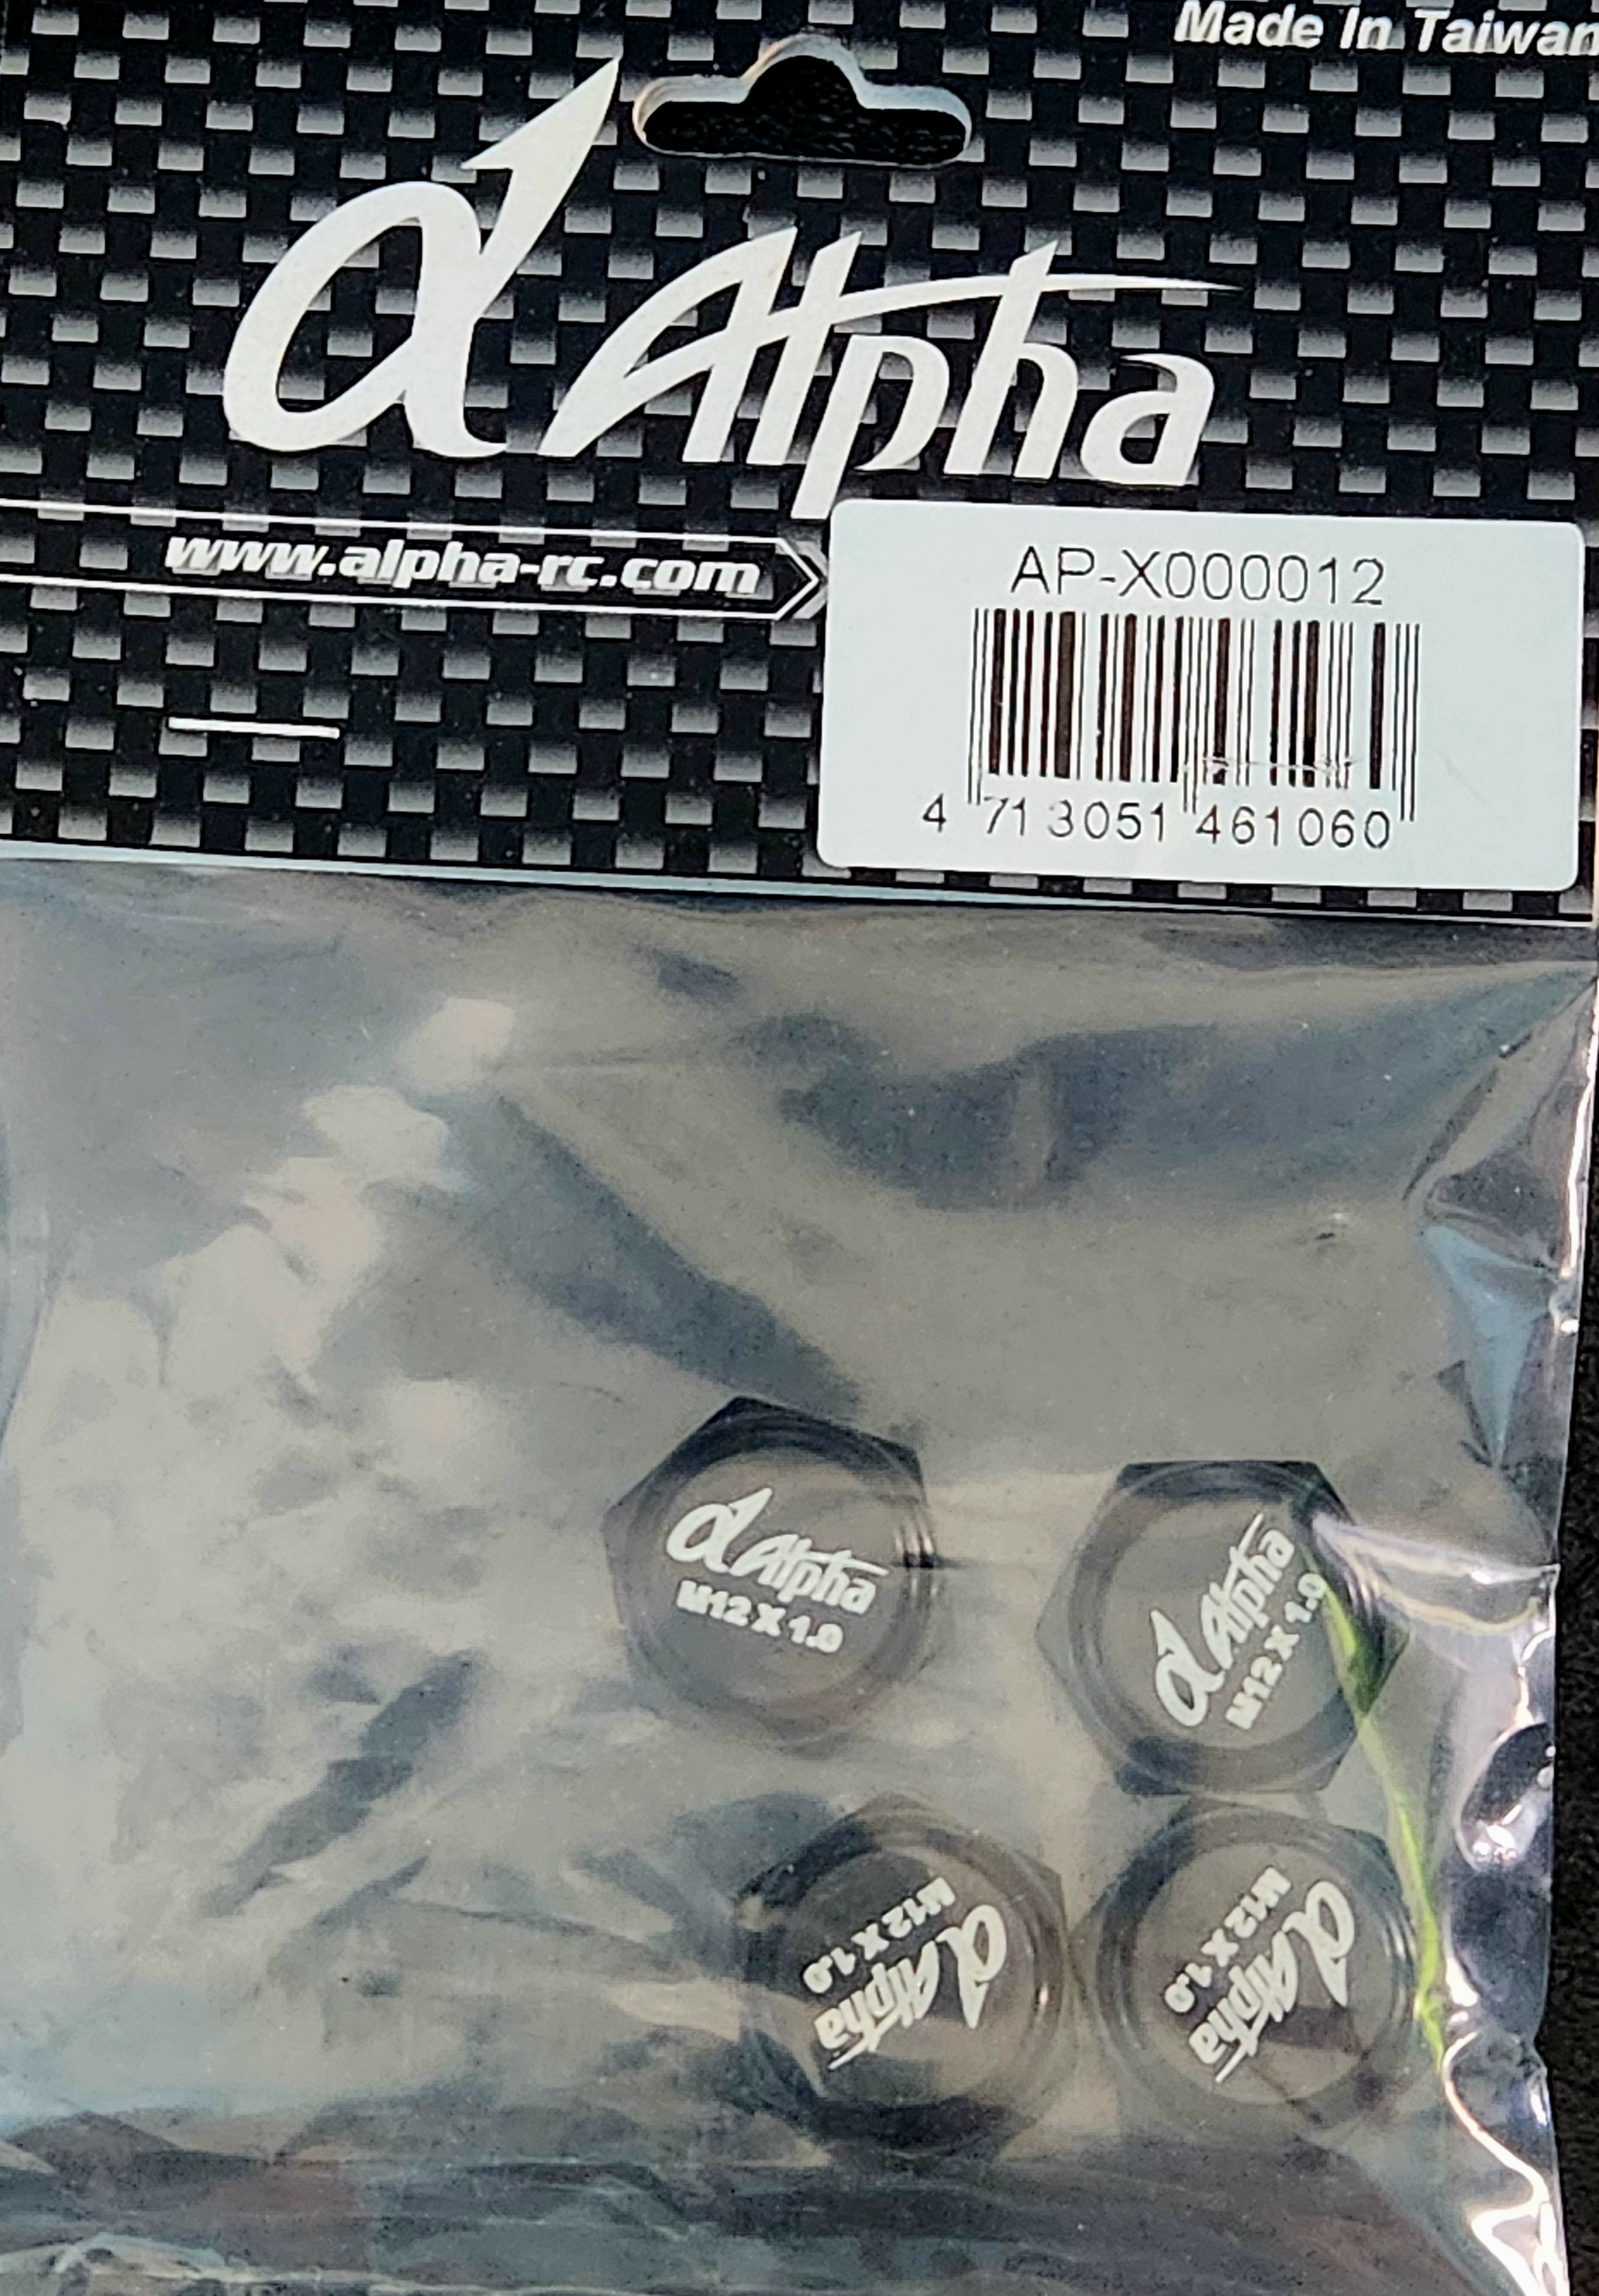 Made In Taiwan
α Alpha
www.alpha-rc.com
AP-X000012
4 713051 461060
α Alpha
M12 X 1.0
α Alpha
M12 X 1.0
α Alpha
M12 X 1.0
α Alpha
M12 X 1.0